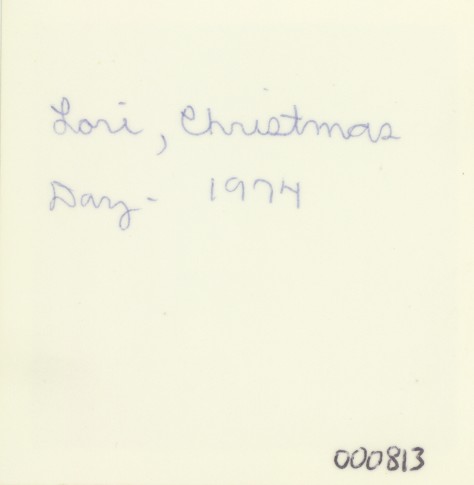 Lori, Christmas
Day- 1974
000813